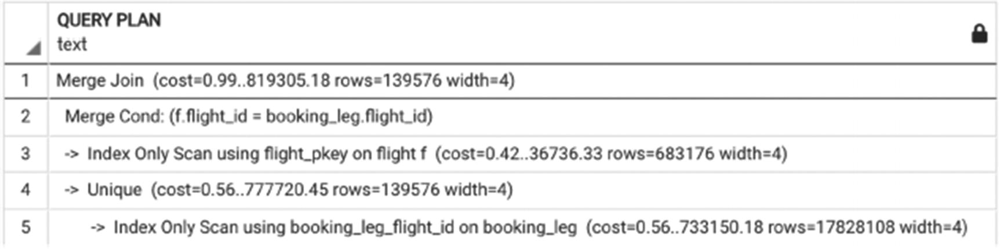 QUERY PLAN
text
1 Merge Join (cost=0.99..819305.18 rows=139576 width=4)
2 Merge Cond: (f.flight_id = booking_leg.flight_id)
3 -> Index Only Scan using flight_pkey on flight f (cost=0.42..36736.33 rows=683176 width=4)
4 -> Unique (cost=0.56..777720.45 rows=139576 width=4)
5 -> Index Only Scan using booking_leg_flight_id on booking_leg (cost=0.56..733150.18 rows=17828108 width=4)